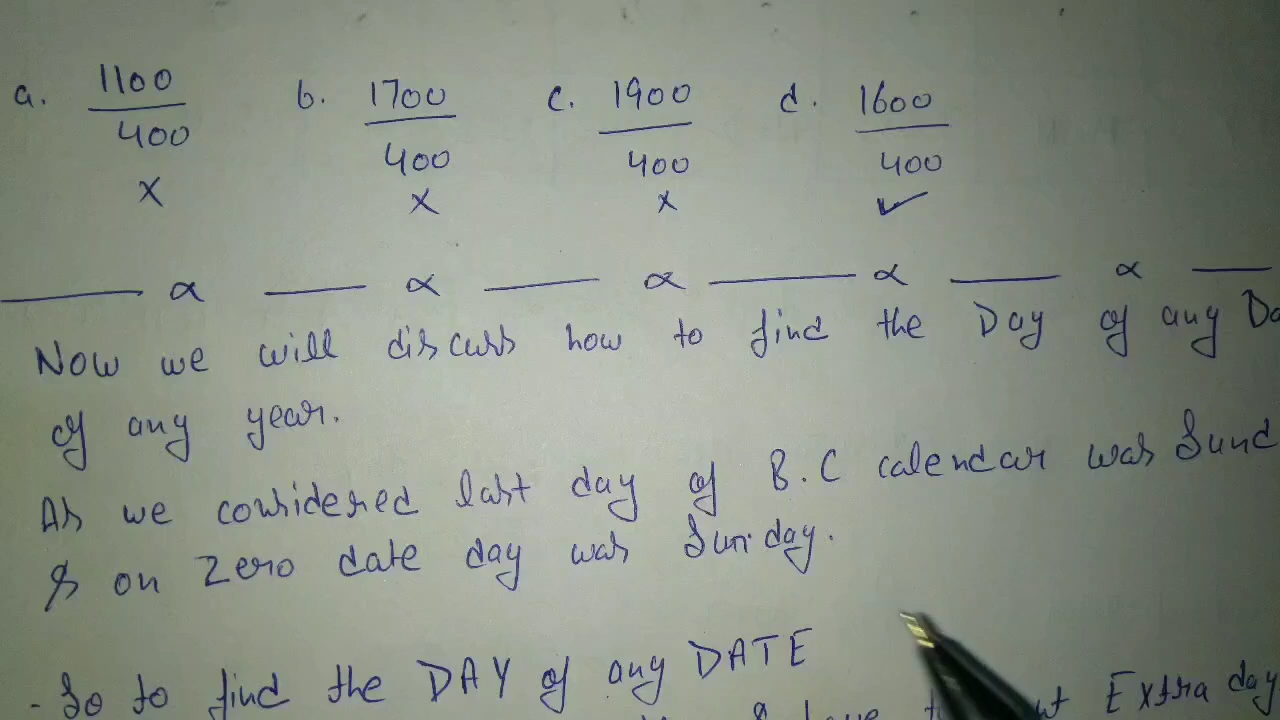 a. 1100/400 b. 1700/400 c. 1900/400 d. 1600/400
x x x ✓
∝ ∝ ∝ ∝ ∝
Now we will discuss how to find the Day of any
of any year.
As we considered last day of B.C calendar was
& on Zero date day was Sunday.
- So to find the DAY of any DATE
Extra day